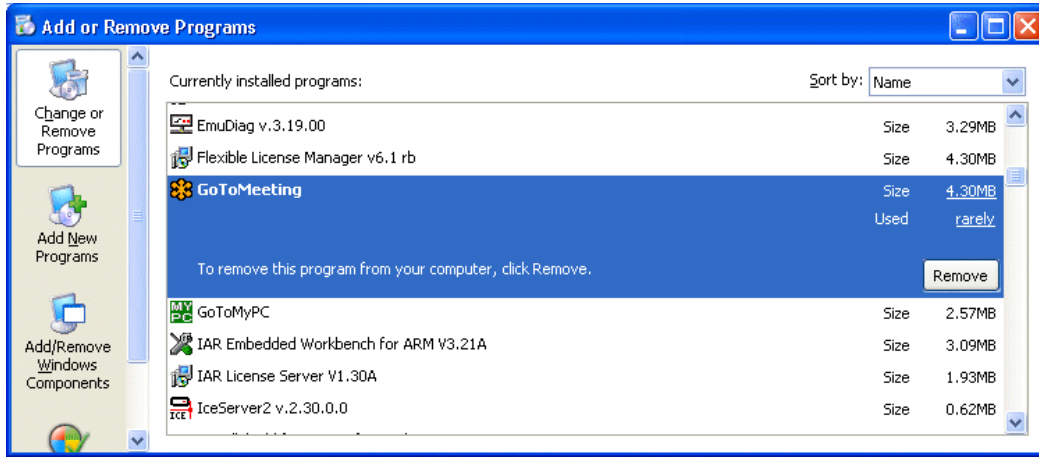 Add or Remove Programs
Change or
Remove
Programs
Add New
Programs
Add/Remove
Windows
Components
Currently installed programs:
Sort by: Name
EmuDiag v.3.19.00 Size 3.29MB
Flexible License Manager v6.1 rb Size 4.30MB
GoToMeeting Size 4.30MB
Used rarely
To remove this program from your computer, click Remove.
Remove
MY PC GoToMyPC Size 2.57MB
IAR Embedded Workbench for ARM V3.21A Size 3.09MB
IAR License Server V1.30A Size 1.93MB
ICE IceServer2 v.2.30.0.0 Size 0.62MB